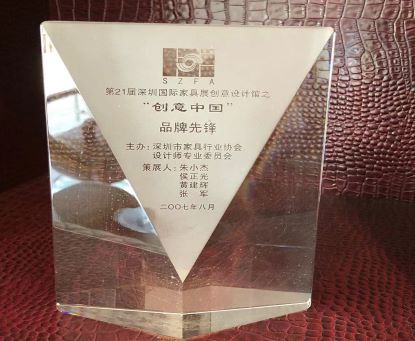 SZFA
第21届深圳国际家具展创意设计馆之
“创意中国”
品牌先锋
主办：深圳市家具行业协会
设计师专业委员会
策展人：朱小杰
侯正光
黄建辉
张 军
二〇〇七年八月